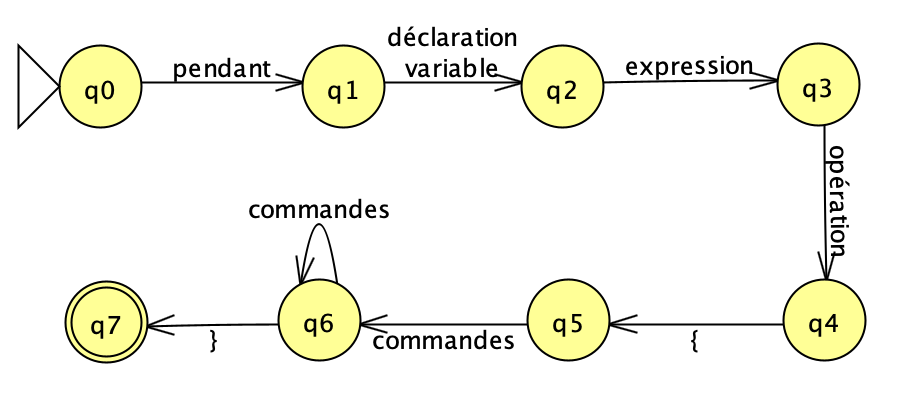 déclaration
pendant variable expression
q0 q1 q2 q3
opération
commandes
q7 q6 q5 q4
} commandes {